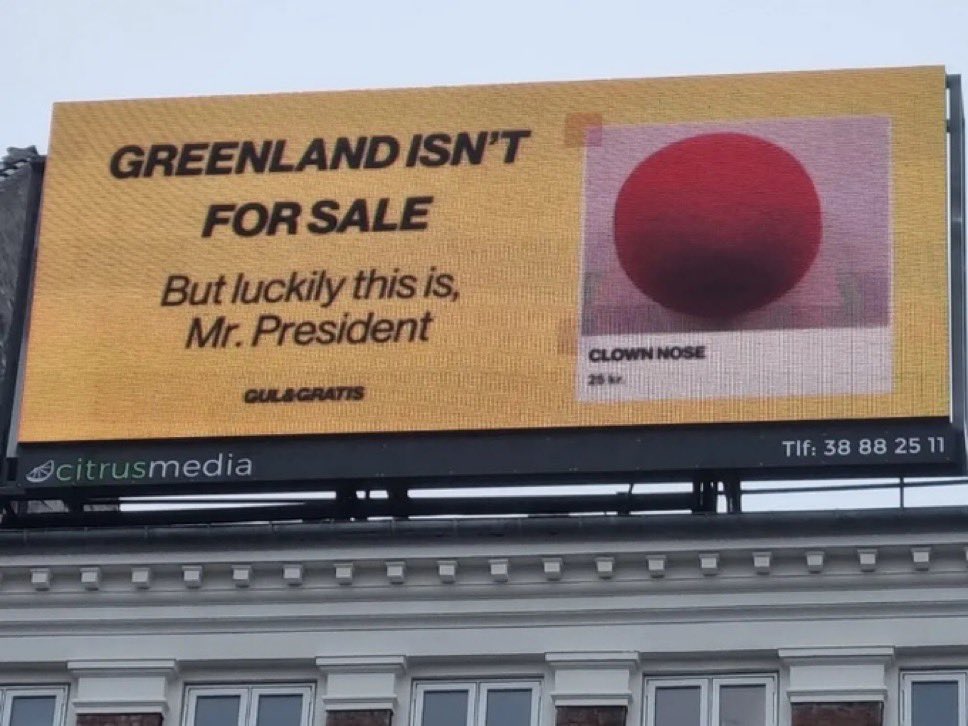 GREENLAND ISN'T
FOR SALE
But luckily this is,
Mr. President
GUL&GRATIS
CLOWN NOSE
25 kr.
citrusmedia
Tlf: 38 88 25 11